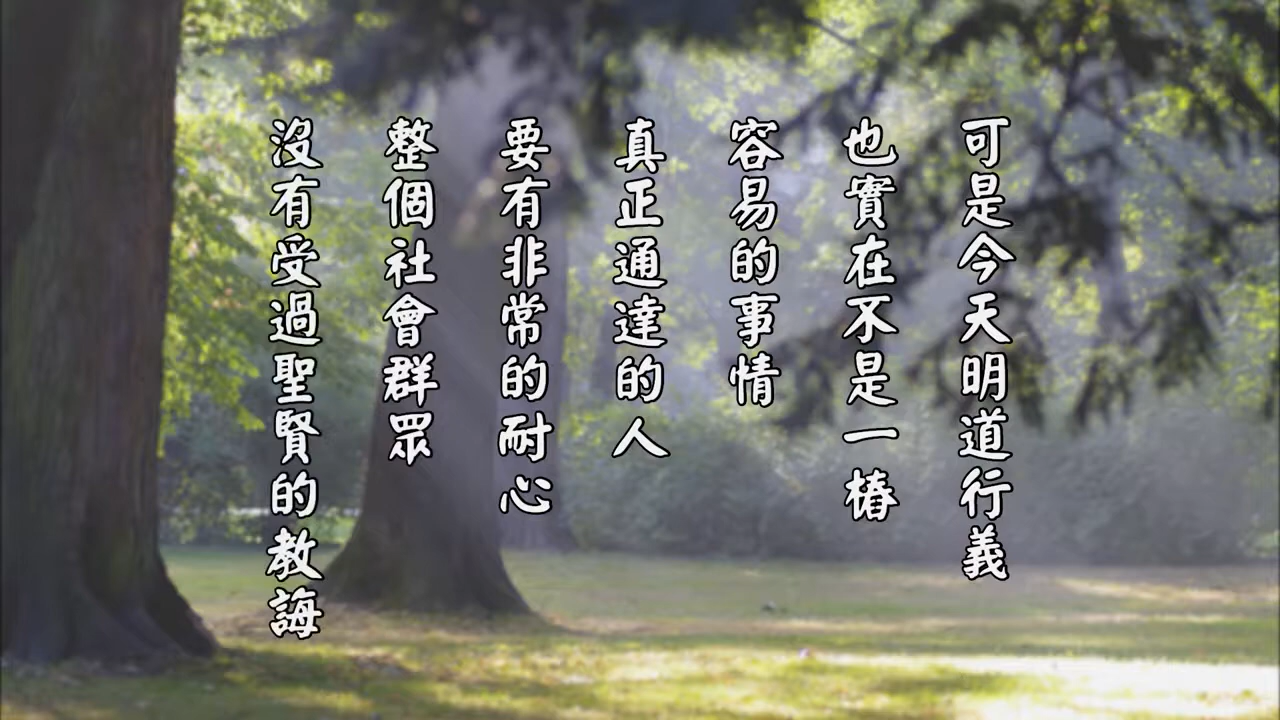 可是今天明道行義
也實在不是一樁
容易的事情
真正通達的人
要有非常的耐心
整個社會群眾
沒有受過聖賢的教誨